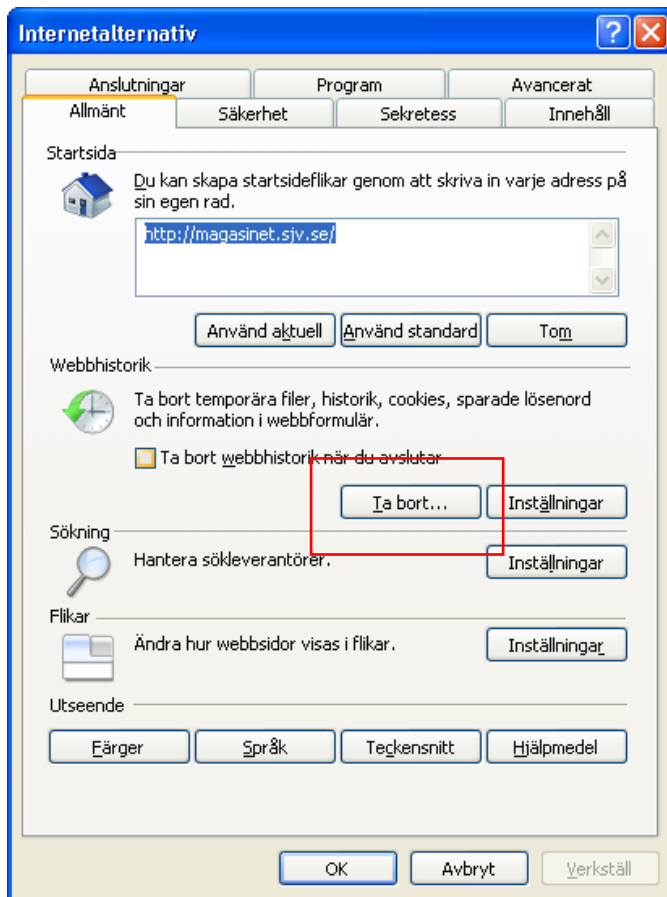 Internetalternativ
Anslutningar Program Avancerat
Allmänt Säkerhet Sekretess Innehåll
Startsida
Du kan skapa startsideflikar genom att skriva in varje adress på
sin egen rad.
http://magasinet.sjv.se/
Använd aktuell Använd standard Tom
Webbhistorik
Ta bort temporära filer, historik, cookies, sparade lösenord
och information i webbformulär.
Ta bort webbhistorik när du avslutar
Ta bort... Inställningar
Sökning
Hantera sökleverantörer. Inställningar
Flikar
Ändra hur webbsidor visas i flikar. Inställningar
Utseende
Färger Språk Teckensnitt Hjälpmedel
OK Avbryt Verkställ